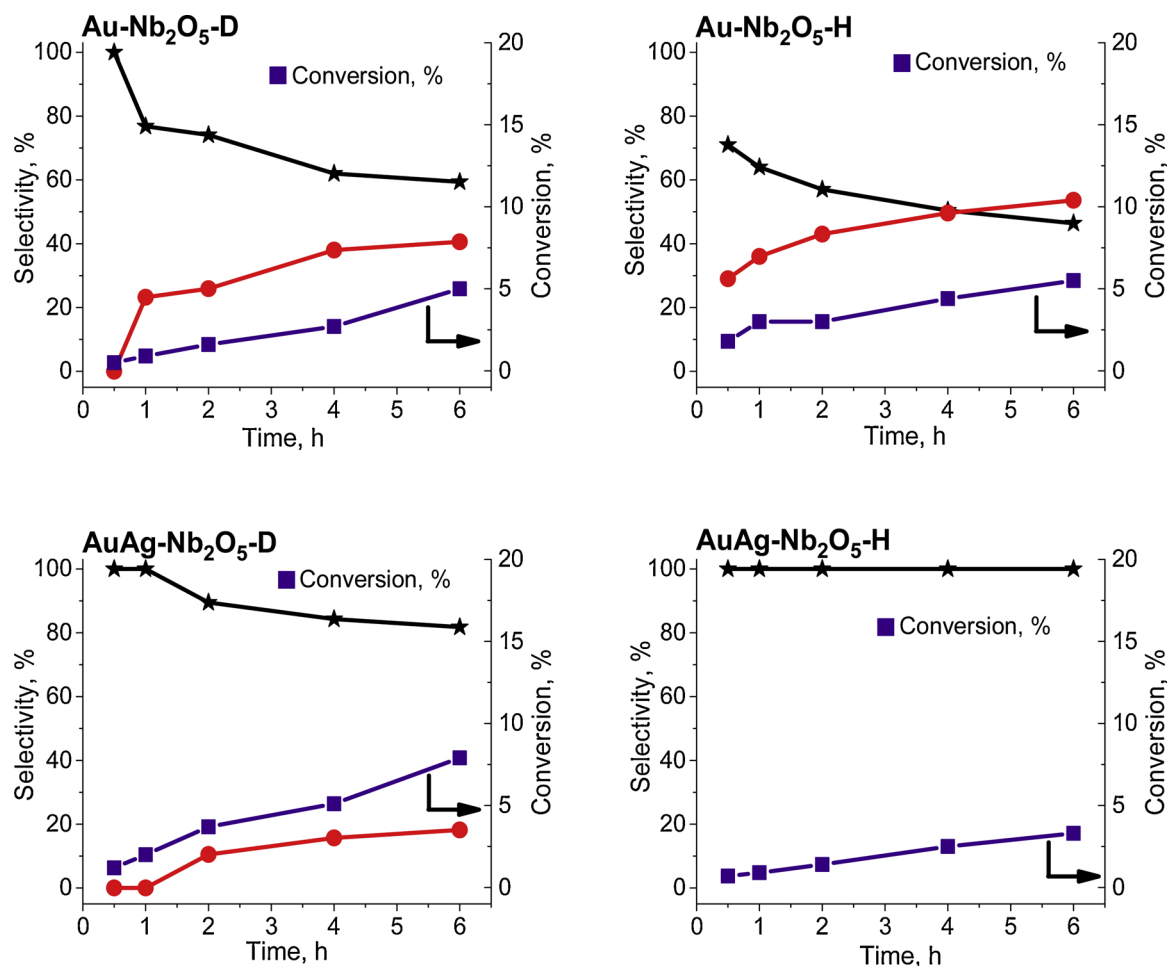 Au-Nb₂O₅-D
Conversion, %
Selectivity, %
100
80
60
40
20
0
20
15
10
5
0
Conversion, %
0 1 2 3 4 5 6
Time, h
Au-Nb₂O₅-H
Conversion, %
Selectivity, %
100
80
60
40
20
0
20
15
10
5
0
Conversion, %
0 1 2 3 4 5 6
Time, h
AuAg-Nb₂O₅-D
Conversion, %
Selectivity, %
100
80
60
40
20
0
20
15
10
5
0
Conversion, %
0 1 2 3 4 5 6
Time, h
AuAg-Nb₂O₅-H
Conversion, %
Selectivity, %
100
80
60
40
20
0
20
15
10
5
0
Conversion, %
0 1 2 3 4 5 6
Time, h